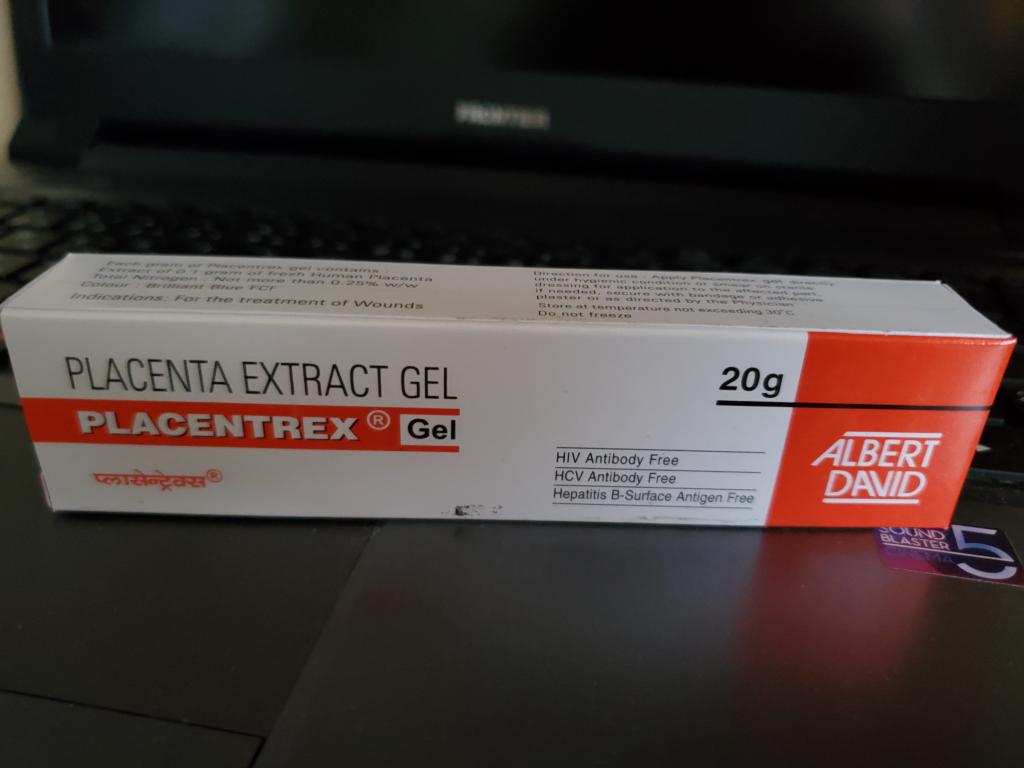 FRONTIER
Each gram of Placentrex gel contains :
Extract of 0.1 gram of Fresh Human Placenta
Total Nitrogen : Not more than 0.25% w/w
Colour : Brilliant Blue FCF
Indications: For the treatment of Wounds
Direction for use : Apply Placentrex gel directly
under hygienic condition or smear on sterile
dressing for application to the affected part,
if needed, secure with bandage or adhesive
plaster or as directed by the Physician
Store at temperature not exceeding 30°C
Do not freeze
PLACENTA EXTRACT GEL
PLACENTREX® Gel
प्लासेन्ट्रेक्स®
20g
HIV Antibody Free
HCV Antibody Free
Hepatitis B-Surface Antigen Free
ALBERT
DAVID
SOUND
BLASTER
5